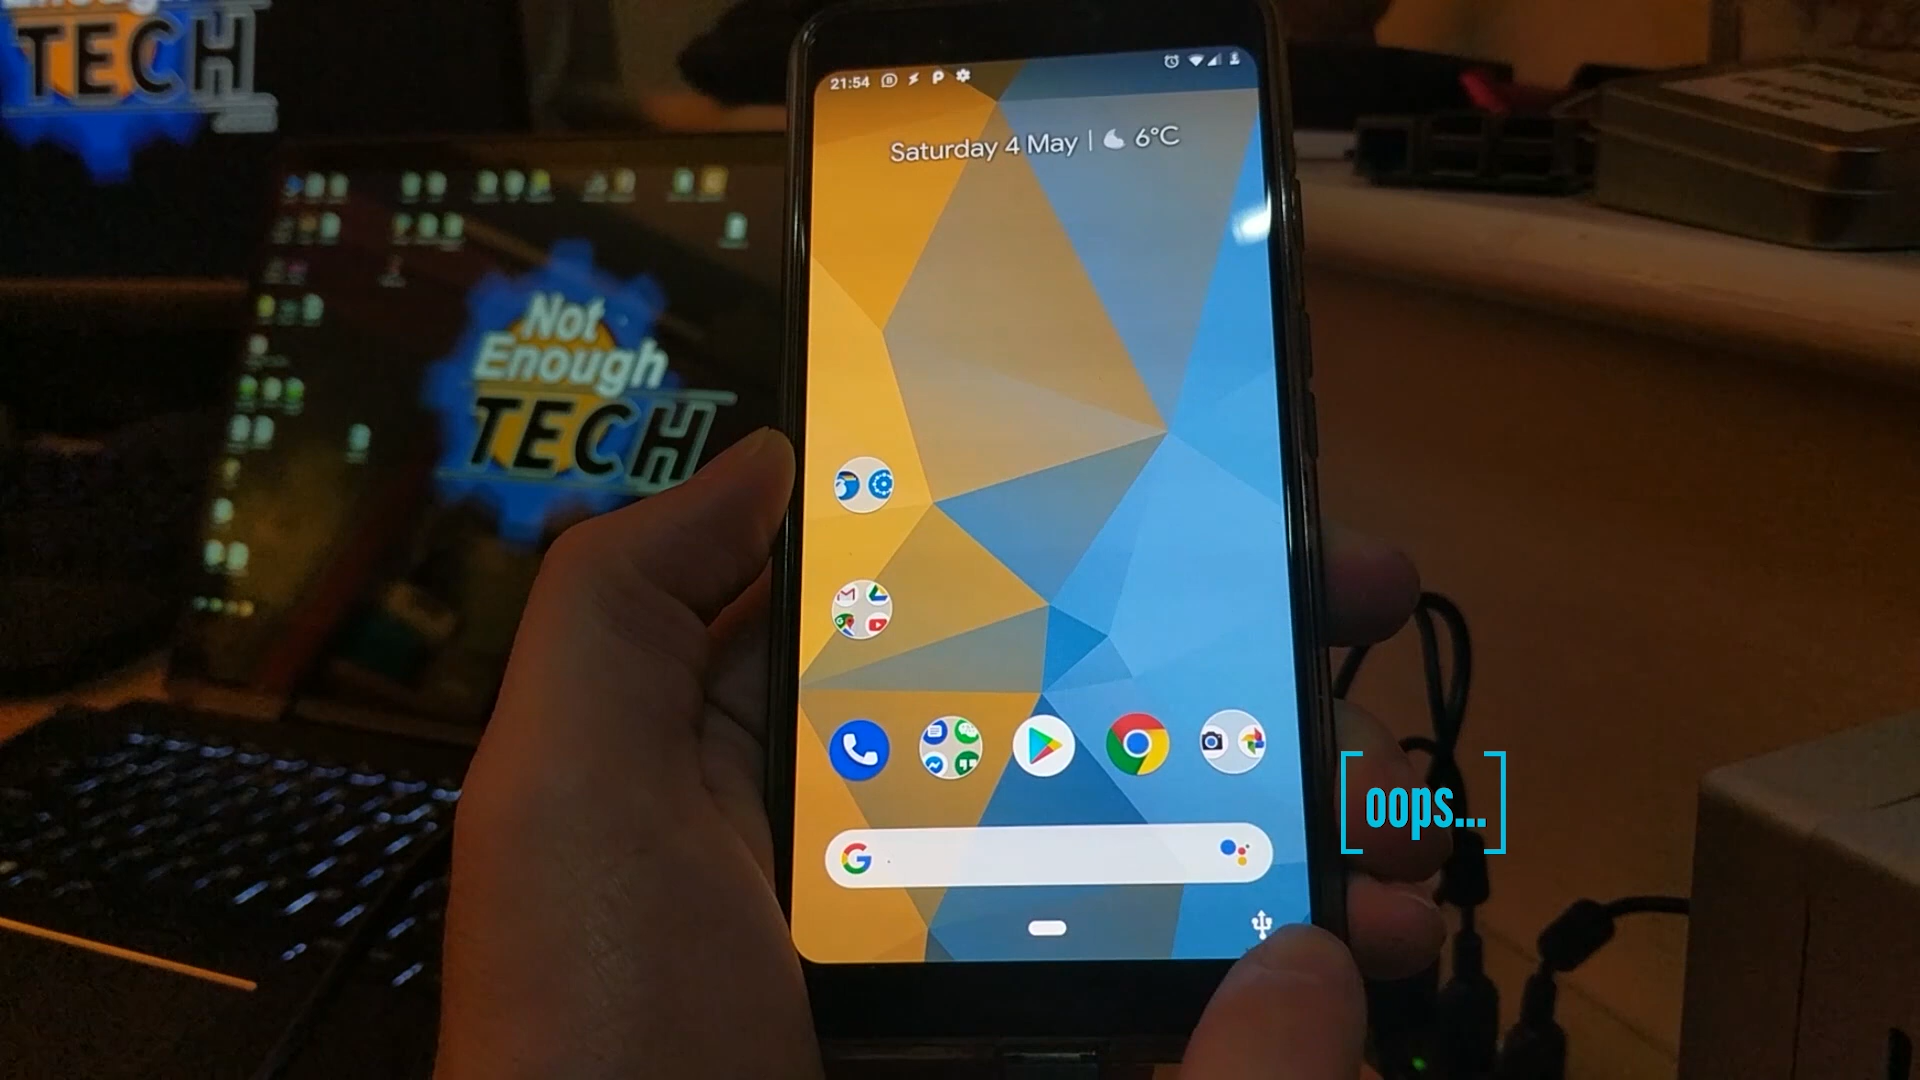 TECH
21:54
Saturday 4 May | 6°C
Not
Enough
TECH
[oops...]